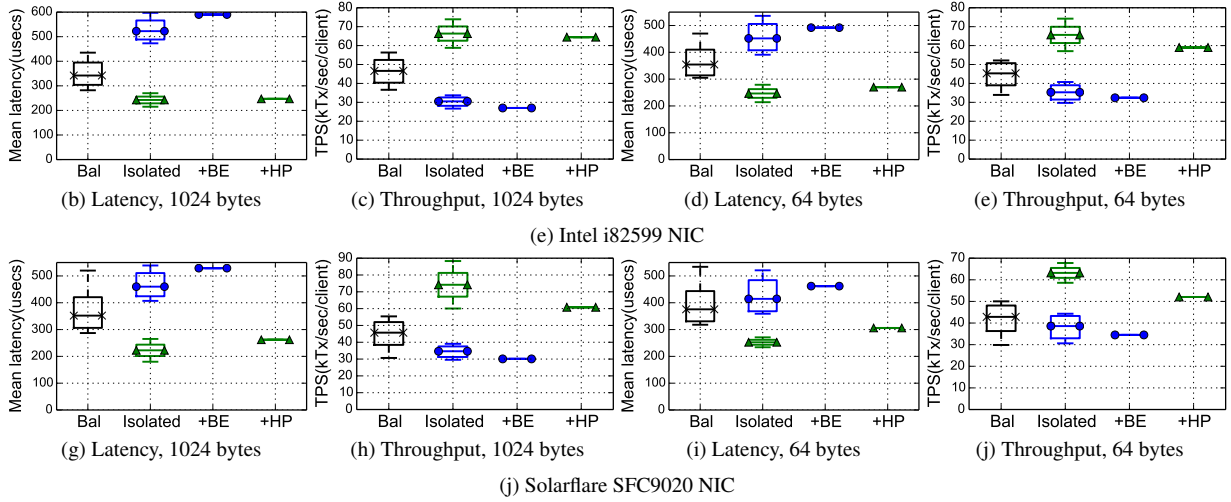 Mean latency(usecs)
600
500
400
300
200
100
0
Bal Isolated +BE +HP
(b) Latency, 1024 bytes
TPS(kTx/sec/client)
80
70
60
50
40
30
20
10
0
Bal Isolated +BE +HP
(c) Throughput, 1024 bytes
Mean latency(usecs)
500
400
300
200
100
0
Bal Isolated +BE +HP
(d) Latency, 64 bytes
TPS(kTx/sec/client)
80
70
60
50
40
30
20
10
0
Bal Isolated +BE +HP
(e) Throughput, 64 bytes
(e) Intel i82599 NIC
Mean latency(usecs)
500
400
300
200
100
0
Bal Isolated +BE +HP
(g) Latency, 1024 bytes
TPS(kTx/sec/client)
90
80
70
60
50
40
30
20
10
0
Bal Isolated +BE +HP
(h) Throughput, 1024 bytes
Mean latency(usecs)
500
400
300
200
100
0
Bal Isolated +BE +HP
(i) Latency, 64 bytes
TPS(kTx/sec/client)
70
60
50
40
30
20
10
0
Bal Isolated +BE +HP
(j) Throughput, 64 bytes
(j) Solarflare SFC9020 NIC